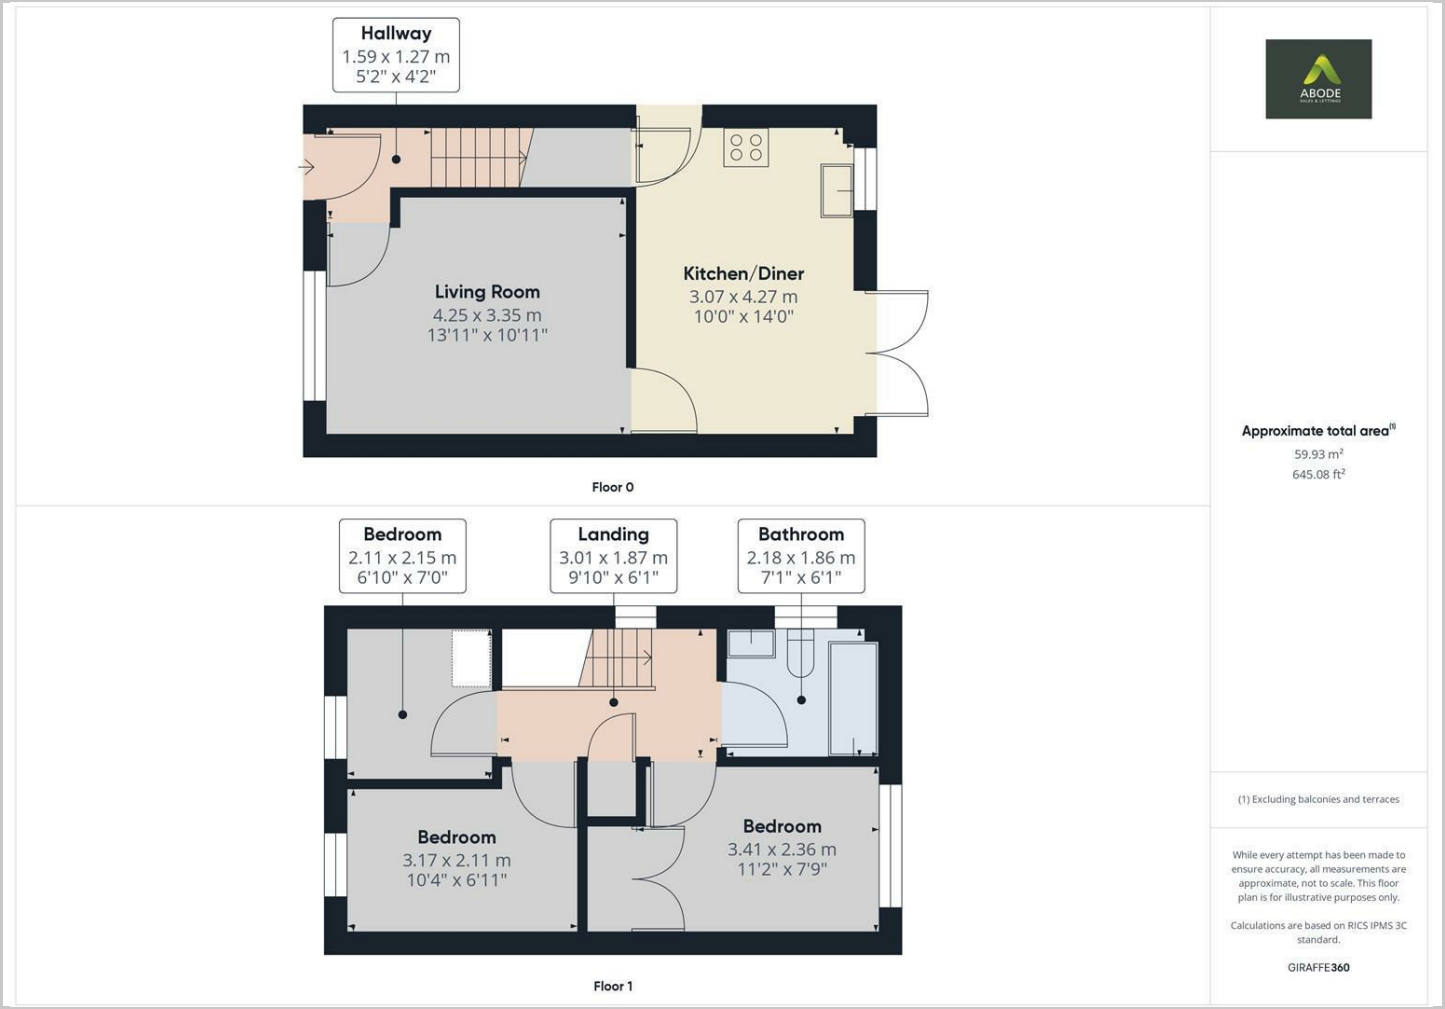 Hallway
1.59 x 1.27 m
5'2" x 4'2"
Living Room
4.25 x 3.35 m
13'11" x 10'11"
Kitchen/Diner
3.07 x 4.27 m
10'0" x 14'0"
Floor 0
Bedroom
2.11 x 2.15 m
6'10" x 7'0"
Landing
3.01 x 1.87 m
9'10" x 6'1"
Bathroom
2.18 x 1.86 m
7'1" x 6'1"
Bedroom
3.17 x 2.11 m
10'4" x 6'11"
Bedroom
3.41 x 2.36 m
11'2" x 7'9"
Floor 1
ABODE
SALES & LETTINGS
Approximate total area(1)
59.93 m²
645.08 ft²
(1) Excluding balconies and terraces
While every attempt has been made to
ensure accuracy, all measurements are
approximate, not to scale. This floor
plan is for illustrative purposes only.
Calculations are based on RICS IPMS 3C
standard.
GIRAFFE360